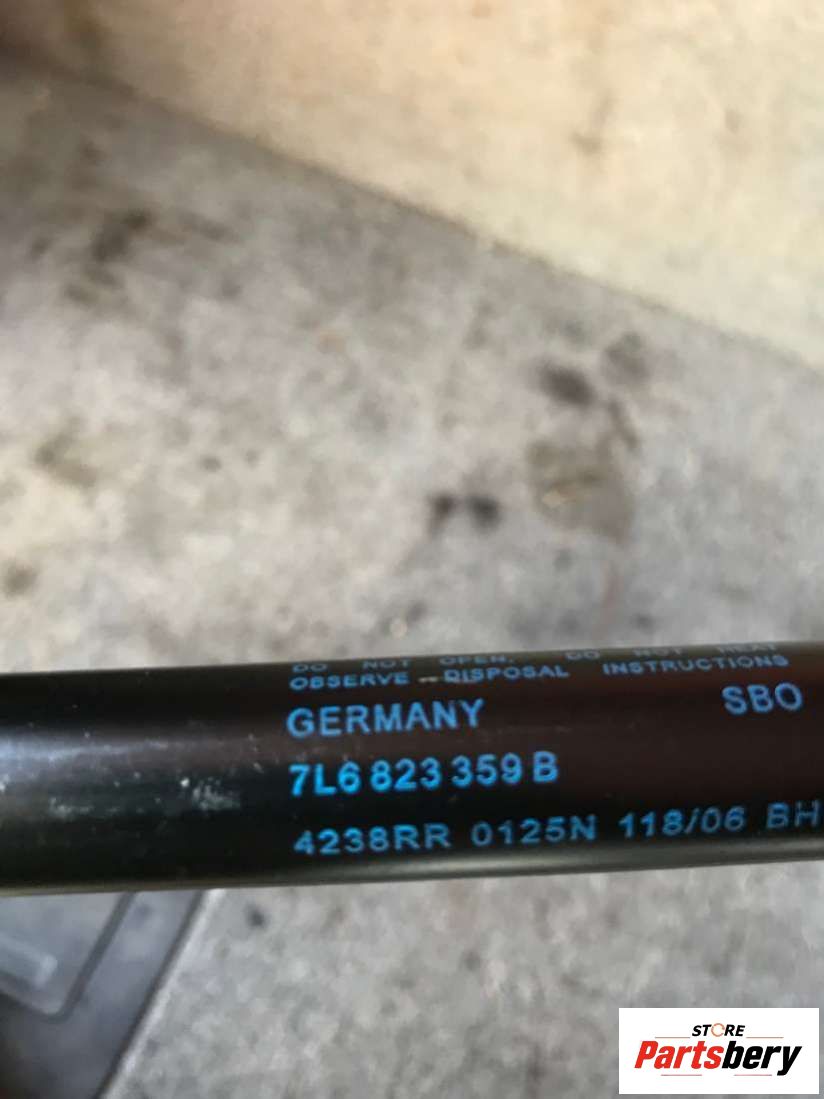 DO NOT OPEN. DO NOT HEAT
OBSERVE DISPOSAL INSTRUCTIONS
GERMANY SBO
7L6 823 359 B
4238RR 0125N 118/06 BH
STORE
Partsbery